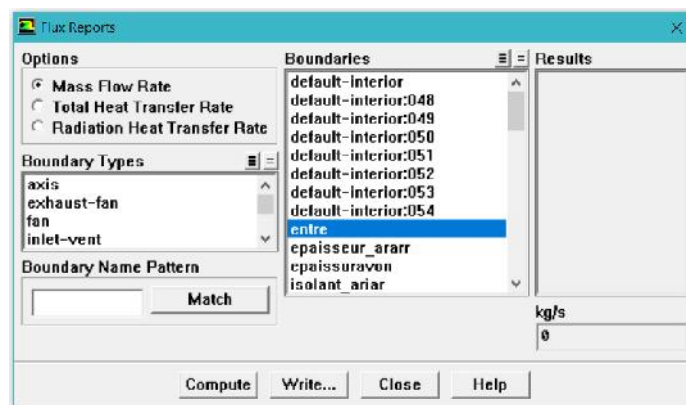 Flux Reports
Options
Mass Flow Rate
Total Heat Transfer Rate
Radiation Heat Transfer Rate
Boundary Types
axis
exhaust-fan
fan
inlet-vent
Boundary Name Pattern
Match
Boundaries
default-interior
default-interior:048
default-interior:049
default-interior:050
default-interior:051
default-interior:052
default-interior:053
default-interior:054
entre
epaisseur_ararr
epaissuravon
isolant_ariar
Results
kg/s
0
Compute
Write...
Close
Help